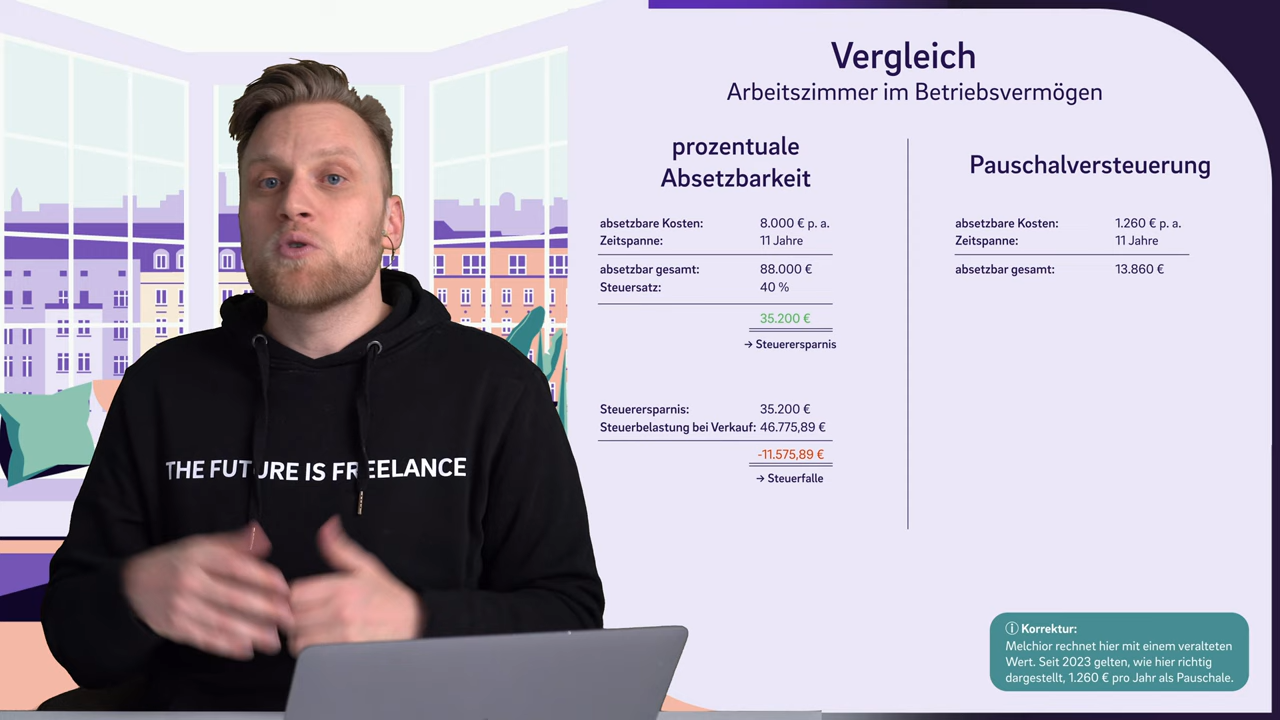 Vergleich
Arbeitszimmer im Betriebsvermögen
prozentuale
Absetzbarkeit
absetzbare Kosten: 8.000 € p. a.
Zeitspanne: 11 Jahre
absetzbar gesamt: 88.000 €
Steuersatz: 40 %
35.200 €
→ Steuerersparnis
Steuerersparnis: 35.200 €
Steuerbelastung bei Verkauf: 46.775,89 €
-11.575,89 €
→ Steuerfalle
Pauschalversteuerung
absetzbare Kosten: 1.260 € p. a.
Zeitspanne: 11 Jahre
absetzbar gesamt: 13.860 €
THE FUTURE IS FREELANCE
ⓘ Korrektur:
Melchior rechnet hier mit einem veralteten
Wert. Seit 2023 gelten, wie hier richtig
dargestellt, 1.260 € pro Jahr als Pauschale.